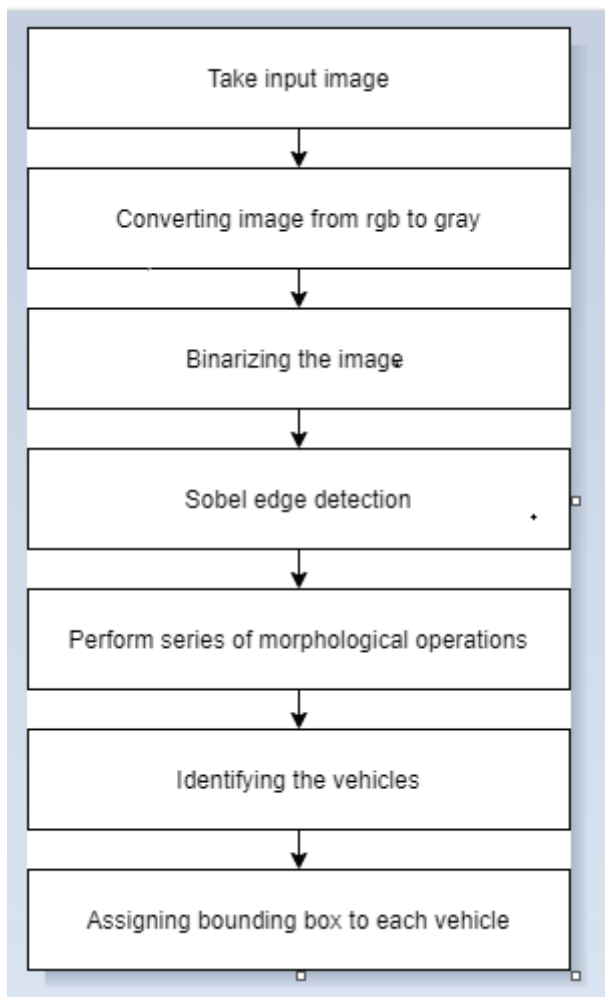 Take input image
Converting image from rgb to gray
Binarizing the image
Sobel edge detection
Perform series of morphological operations
Identifying the vehicles
Assigning bounding box to each vehicle